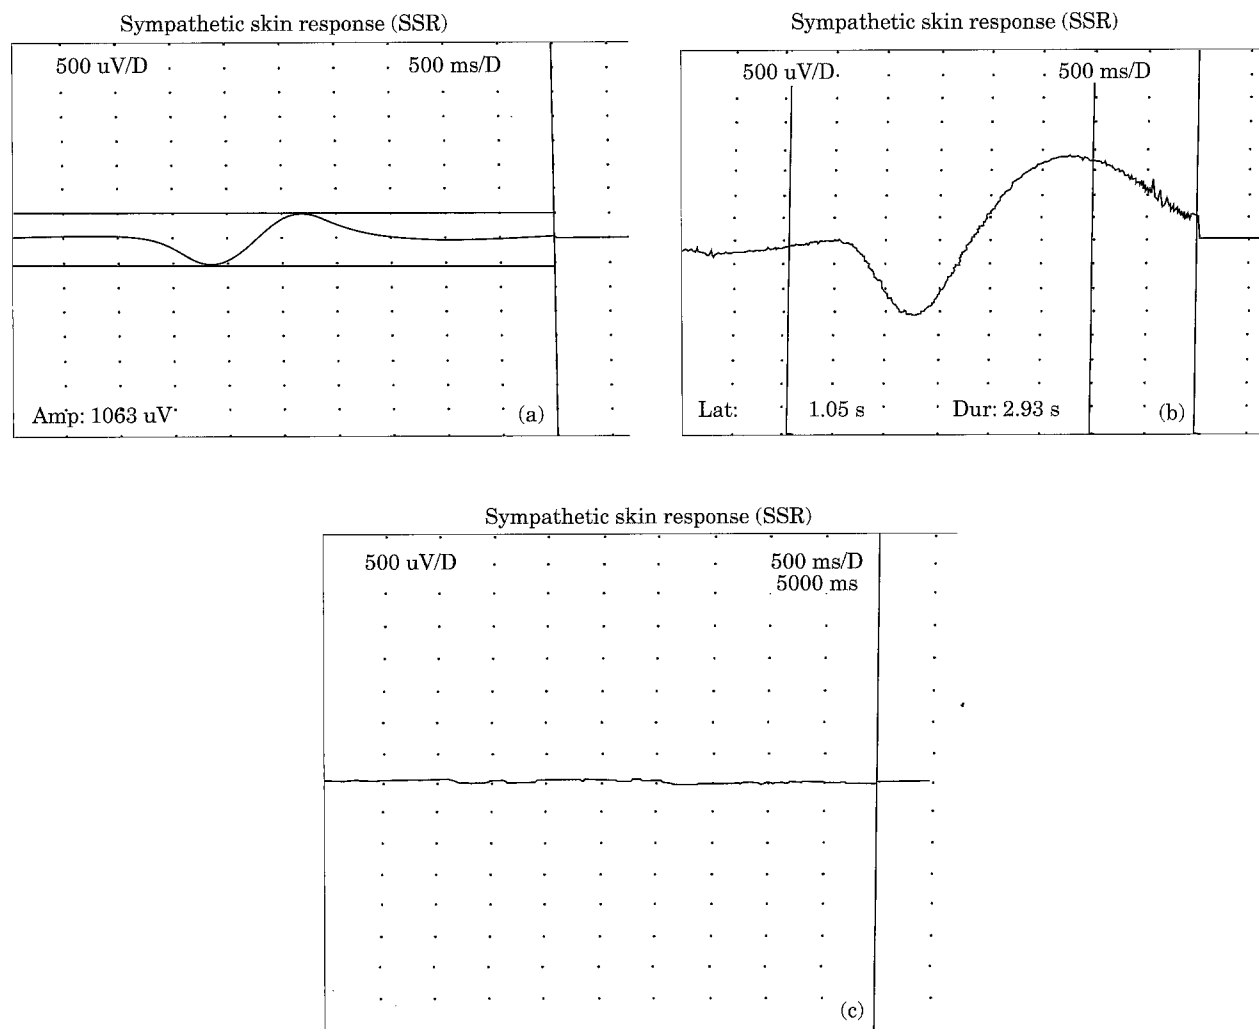 Sympathetic skin response (SSR)
500 uV/D
500 ms/D
Amp: 1063 uV
(a)
Sympathetic skin response (SSR)
500 uV/D
500 ms/D
Lat:
1.05 s
Dur: 2.93 s
(b)
Sympathetic skin response (SSR)
500 uV/D
500 ms/D
5000 ms
(c)